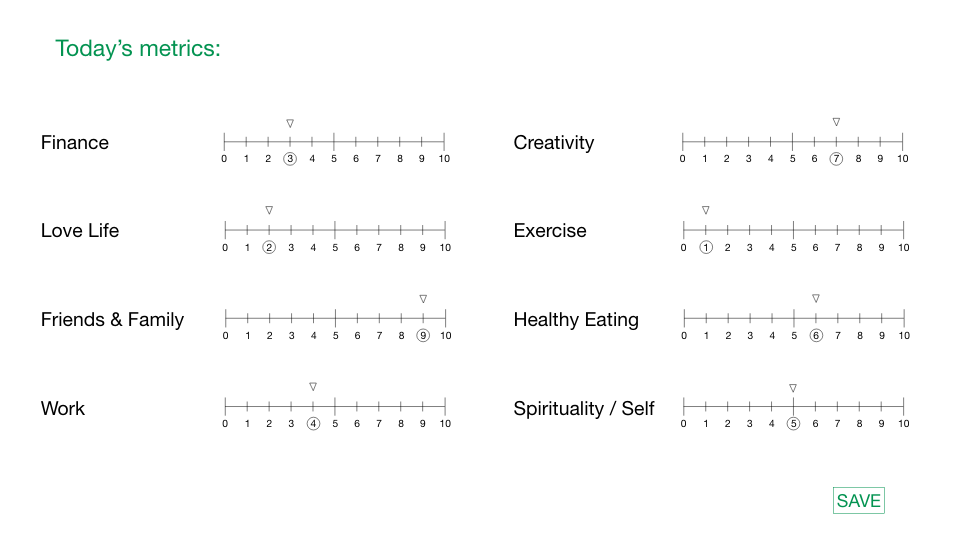 Today's metrics:
Finance
0 1 2 3 4 5 6 7 8 9 10
Love Life
0 1 2 3 4 5 6 7 8 9 10
Friends & Family
0 1 2 3 4 5 6 7 8 9 10
Work
0 1 2 3 4 5 6 7 8 9 10
Creativity
0 1 2 3 4 5 6 7 8 9 10
Exercise
0 1 2 3 4 5 6 7 8 9 10
Healthy Eating
0 1 2 3 4 5 6 7 8 9 10
Spirituality / Self
0 1 2 3 4 5 6 7 8 9 10
SAVE